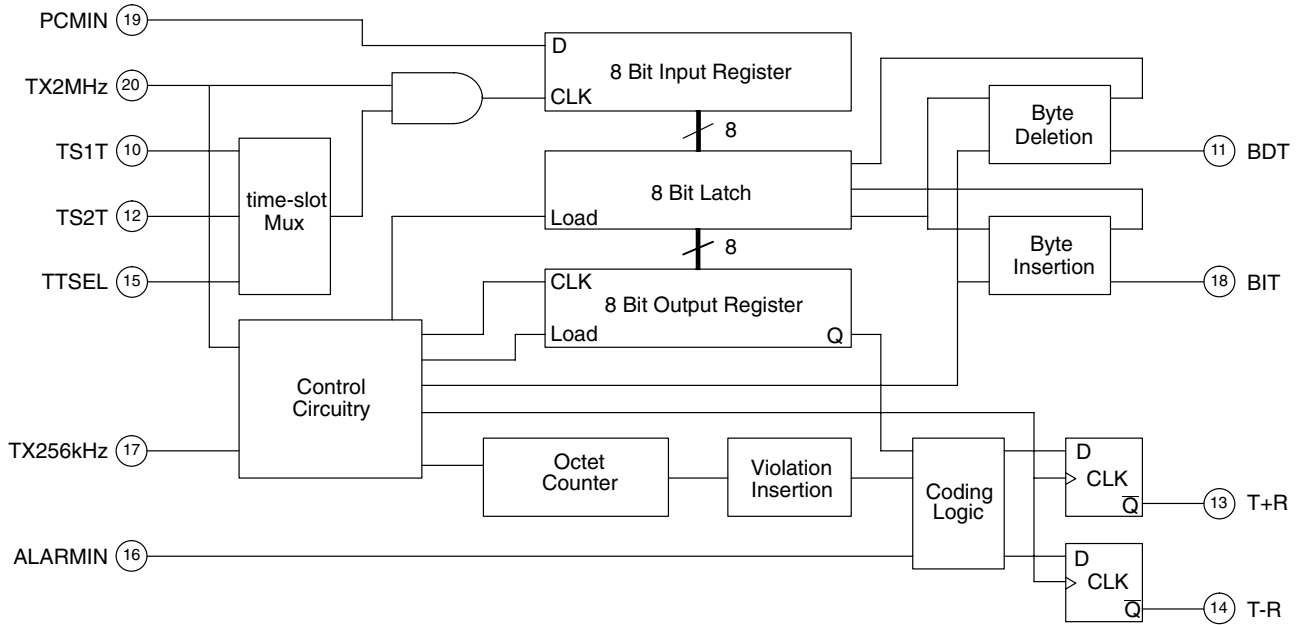 PCMIN 19
D
8 Bit Input Register
CLK
TX2MHz 20
8
Byte
Deletion
TS1T 10
11 BDT
time-slot
Mux
8 Bit Latch
Load
TS2T 12
8
Byte
Insertion
TTSEL 15
CLK
8 Bit Output Register
Load
Q
18 BIT
Control
Circuitry
TX256kHz 17
Octet
Counter
Violation
Insertion
Coding
Logic
D
CLK
Q
13 T+R
ALARMIN 16
D
CLK
Q
14 T-R